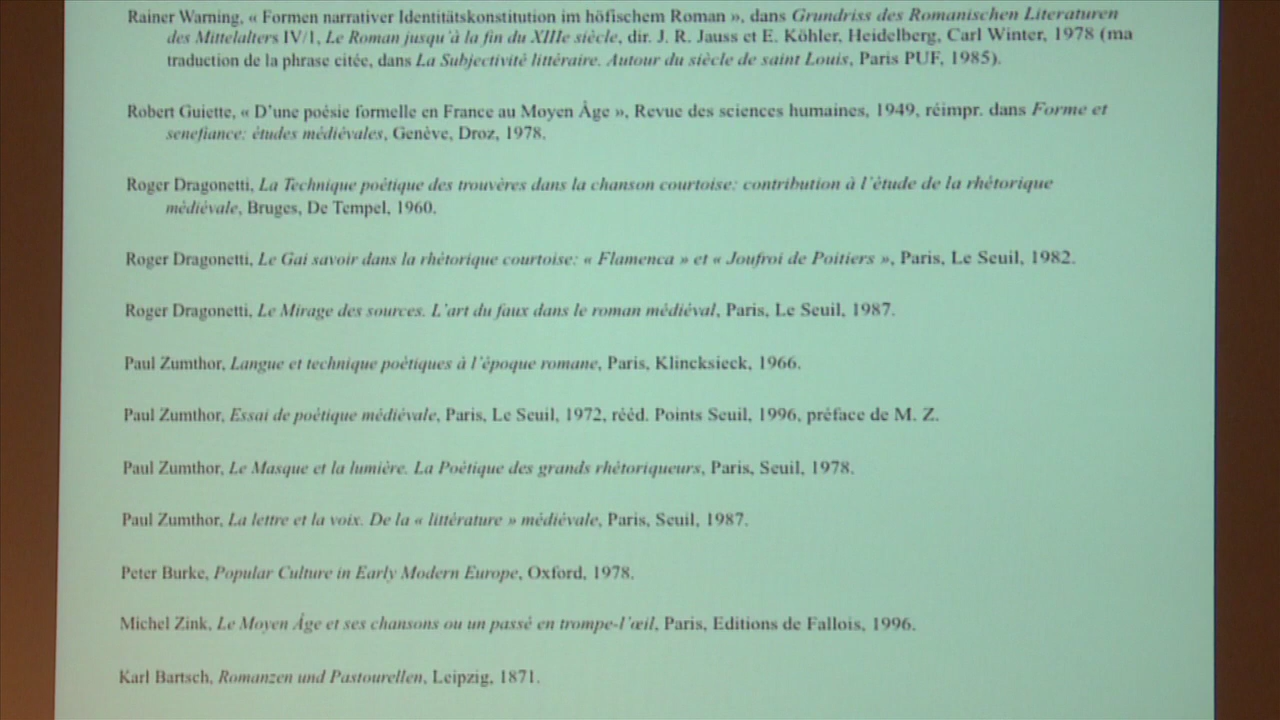 Rainer Warning, « Formen narrativer Identitätskonstitution im höfischem Roman », dans Grundriss des Romanischen Literaturen
des Mittelalters IV/1, Le Roman jusqu'à la fin du XIIIe siècle, dir. J. R. Jauss et E. Köhler, Heidelberg, Carl Winter, 1978 (ma
traduction de la phrase citée, dans La Subjectivité littéraire. Autour du siècle de saint Louis, Paris PUF, 1985).
Robert Guiette, « D'une poésie formelle en France au Moyen Âge », Revue des sciences humaines, 1949, réimpr. dans Forme et
senefiance: études médiévales, Genève, Droz, 1978.
Roger Dragonetti, La Technique poétique des trouvères dans la chanson courtoise: contribution à l'étude de la rhétorique
médiévale, Bruges, De Tempel, 1960.
Roger Dragonetti, Le Gai savoir dans la rhétorique courtoise: « Flamenca » et « Joufroi de Poitiers », Paris, Le Seuil, 1982.
Roger Dragonetti, Le Mirage des sources. L'art du faux dans le roman médiéval, Paris, Le Seuil, 1987.
Paul Zumthor, Langue et technique poétiques à l'époque romane, Paris, Klincksieck, 1966.
Paul Zumthor, Essai de poétique médiévale, Paris, Le Seuil, 1972, rééd. Points Seuil, 1996, préface de M. Z.
Paul Zumthor, Le Masque et la lumière. La Poétique des grands rhétoriqueurs, Paris, Seuil, 1978.
Paul Zumthor, La lettre et la voix. De la « littérature » médiévale, Paris, Seuil, 1987.
Peter Burke, Popular Culture in Early Modern Europe, Oxford, 1978.
Michel Zink, Le Moyen Âge et ses chansons ou un passé en trompe-l'œil, Paris, Editions de Fallois, 1996.
Karl Bartsch, Romanzen und Pastourellen, Leipzig, 1871.